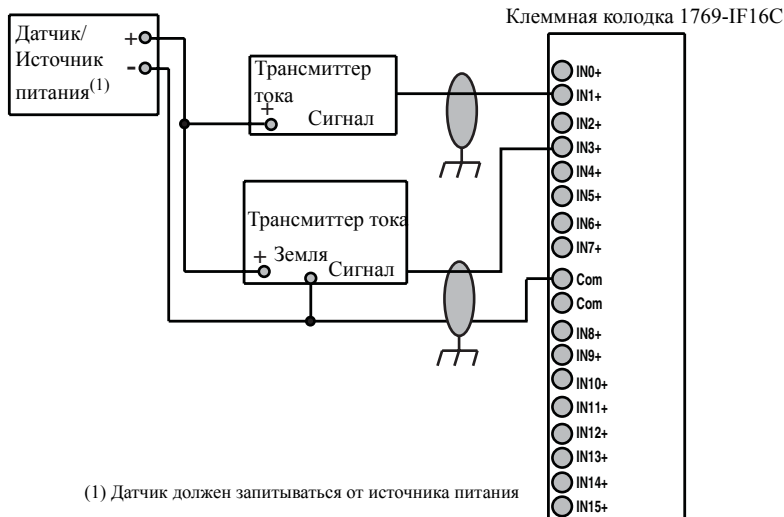 Клеммная колодка 1769-IF16C
Датчик/
Источник
питания(1)
+
-
Трансмиттер
тока
+
Сигнал
Трансмиттер тока
+ Земля
Сигнал
IN0+
IN1+
IN2+
IN3+
IN4+
IN5+
IN6+
IN7+
Com
Com
IN8+
IN9+
IN10+
IN11+
IN12+
IN13+
IN14+
IN15+
(1) Датчик должен запитываться от источника питания